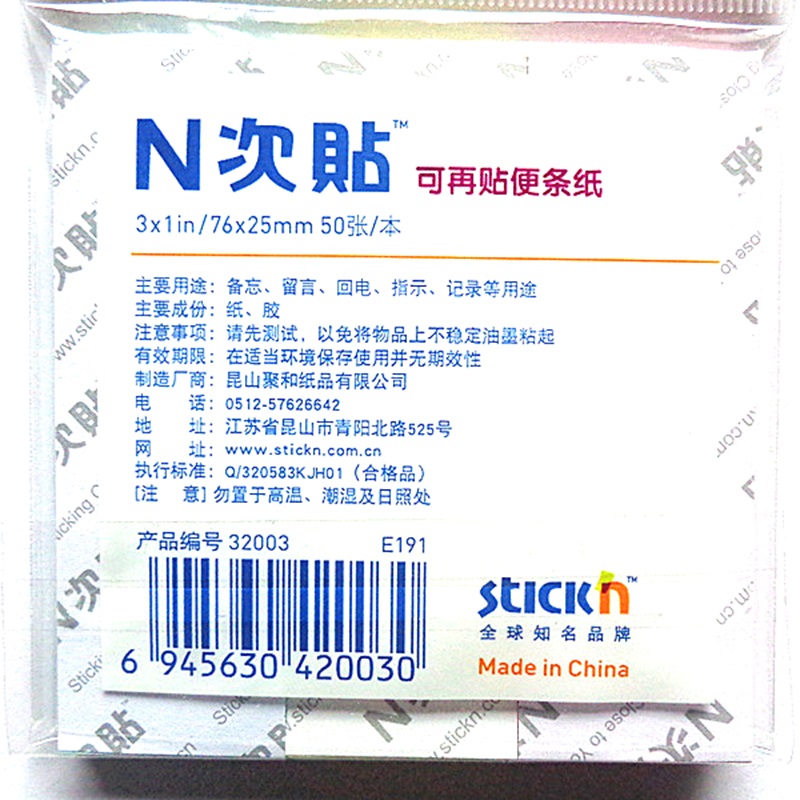 N次貼™ 可再贴便条纸
3x1in/76x25mm 50张/本
主要用途：备忘、留言、回电、指示、记录等用途
主要成份：纸、胶
注意事项：请先测试，以免将物品上不稳定油墨粘起
有效期限：在适当环境保存使用并无期效性
制造厂商：昆山聚和纸品有限公司
电 话：0512-57626642
地 址：江苏省昆山市青阳北路525号
网 址：www.stickn.com.cn
执行标准：Q/320583KJH01（合格品）
[注 意] 勿置于高温、潮湿及日照处
产品编号 32003 E191
6 945630 420030
stick'n™
全球知名品牌
Made in China